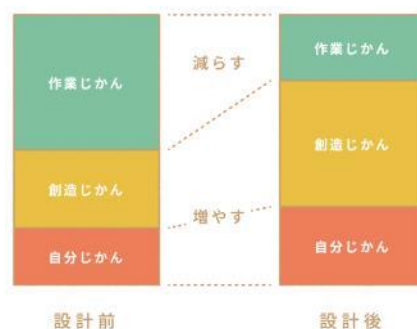 作業じかん
創造じかん
自分じかん
設計前
減らす
増やす
作業じかん
創造じかん
自分じかん
設計後